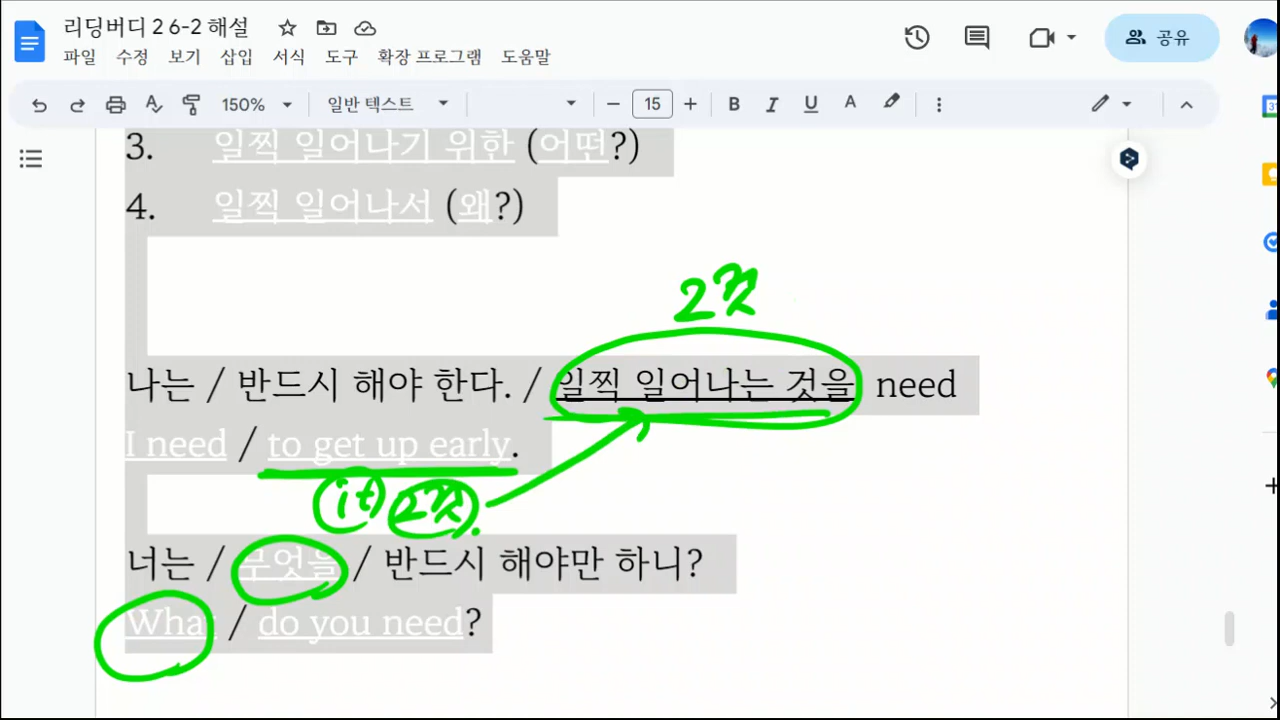 리딩버디 2 6-2 해설
파일 수정 보기 삽입 서식 도구 확장 프로그램 도움말
공유
150% 일반 텍스트 15 B I U A
3. 일찍 일어나기 위한 (어떤?)
4. 일찍 일어나서 (왜?)
그것
나는 / 반드시 해야 한다. / 일찍 일어나는 것을 need
I need / to get up early.
it 그것
너는 / 무엇을 / 반드시 해야만 하니?
What / do you need?